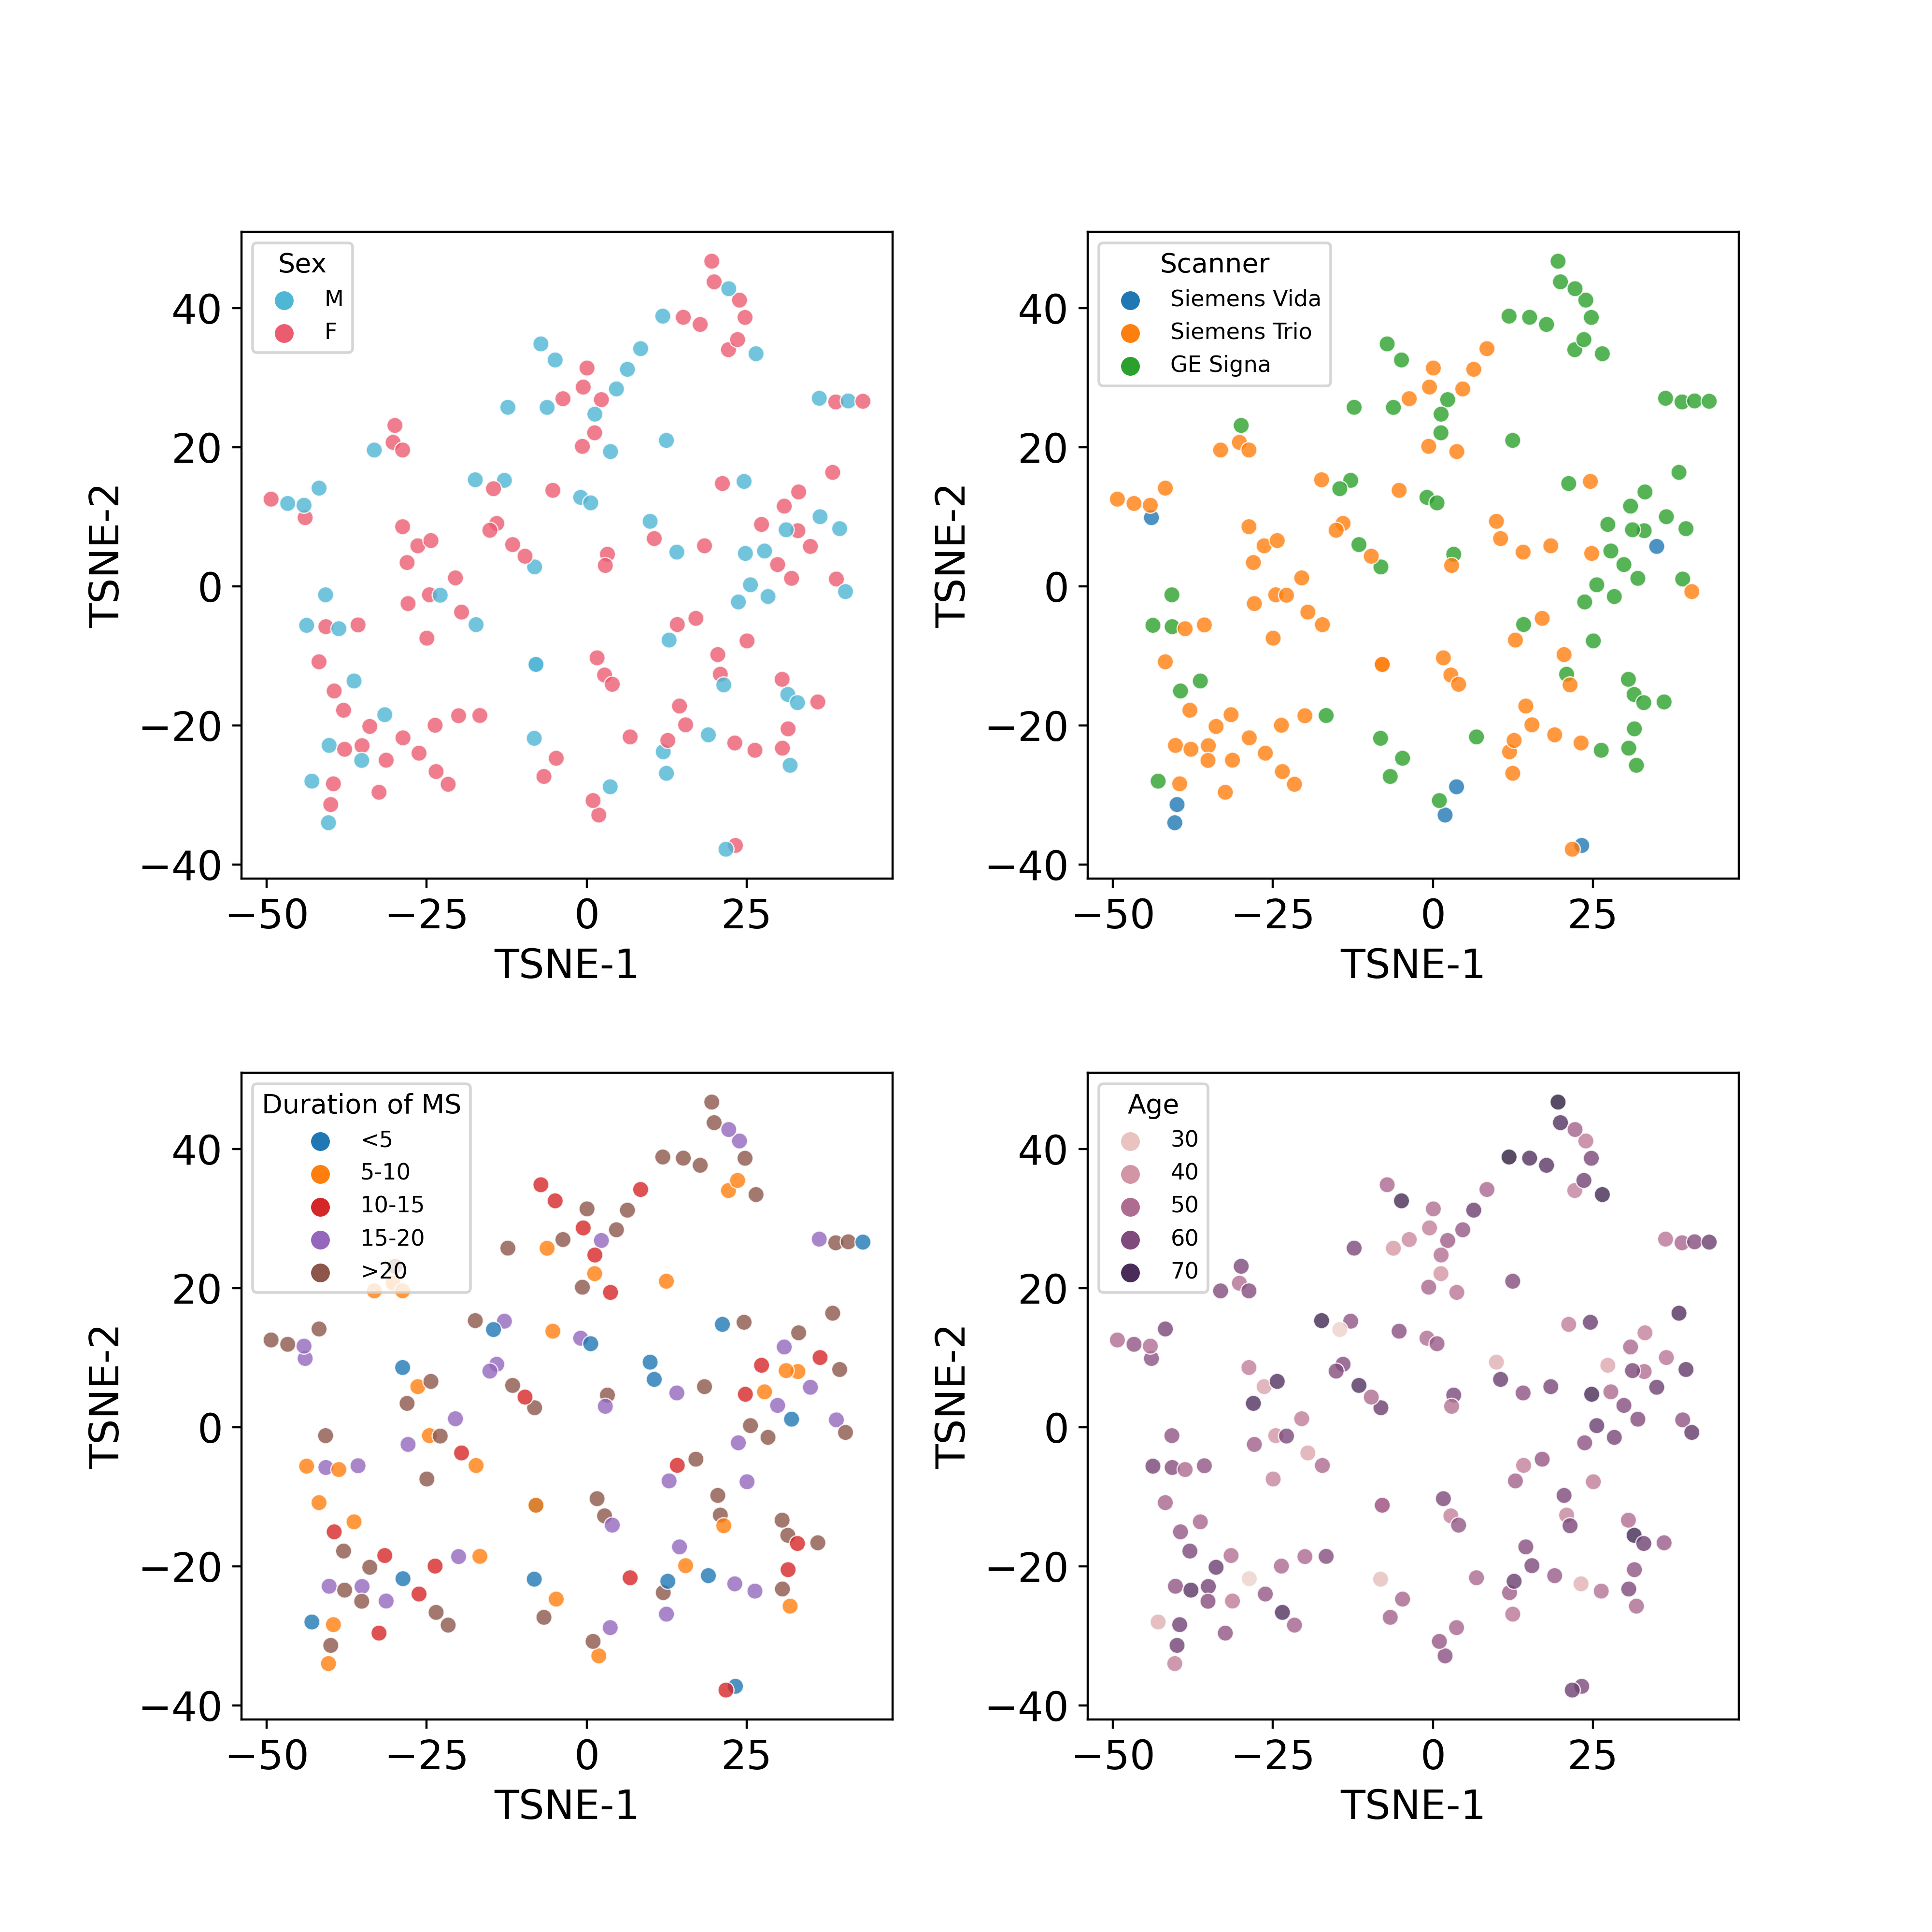 Sex
M
F
40
20
0
−20
−40
TSNE-2
−50
−25
0
25
TSNE-1
Scanner
Siemens Vida
Siemens Trio
GE Signa
40
20
0
−20
−40
TSNE-2
−50
−25
0
25
TSNE-1
Duration of MS
<5
5-10
10-15
15-20
>20
40
20
0
−20
−40
TSNE-2
−50
−25
0
25
TSNE-1
Age
30
40
50
60
70
40
20
0
−20
−40
TSNE-2
−50
−25
0
25
TSNE-1